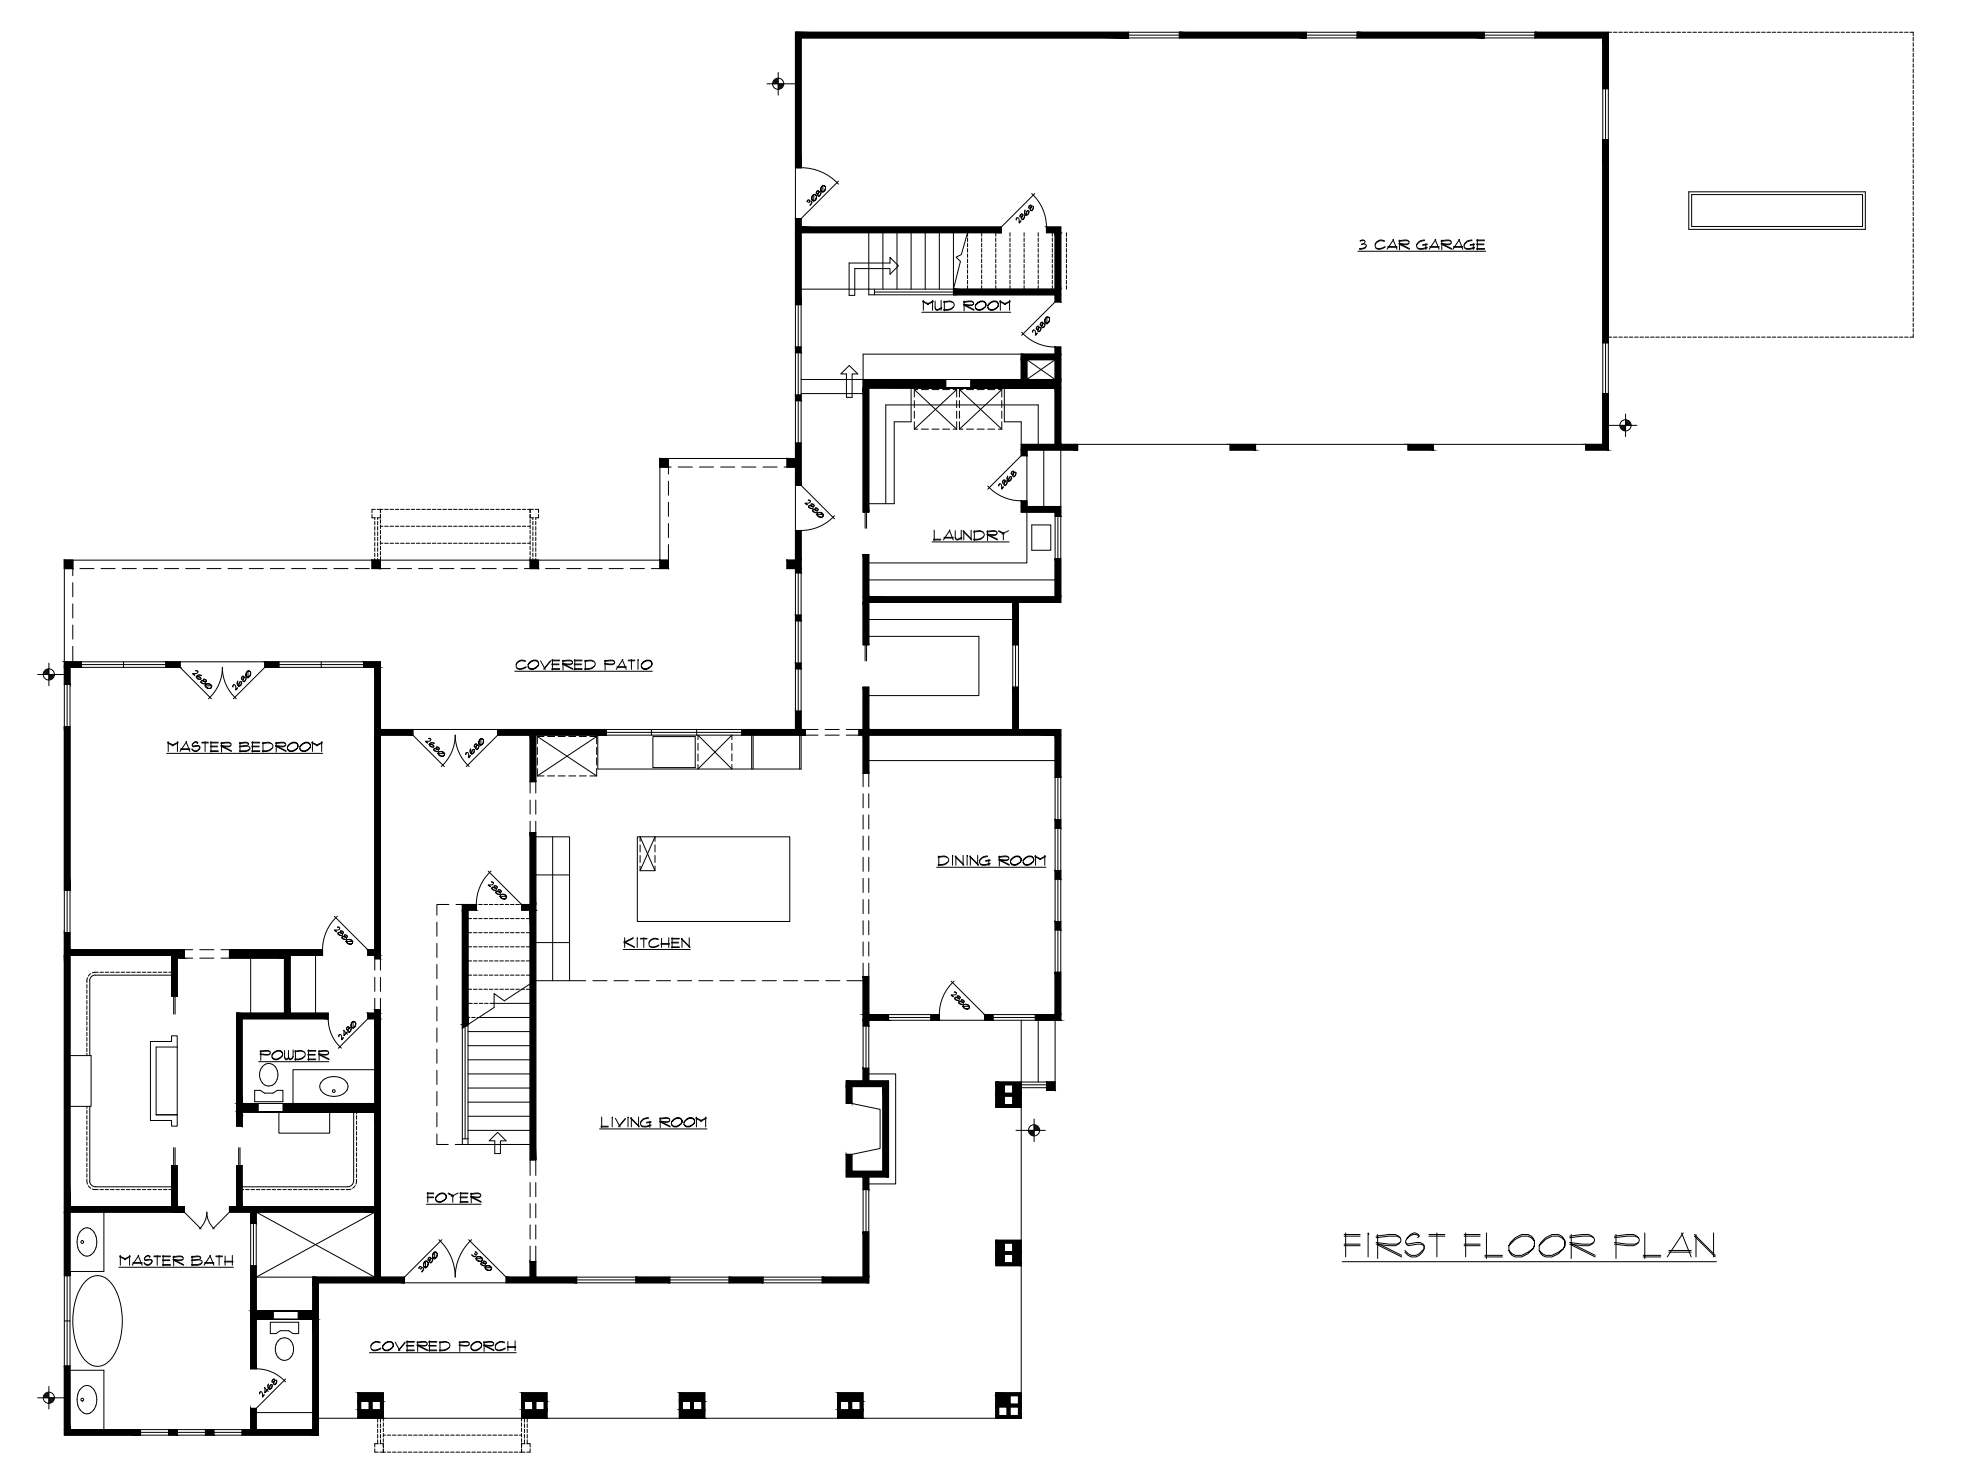 3080
2868
3 CAR GARAGE
MUD ROOM
2880
2868
2880
LAUNDRY
COVERED PATIO
2680 2680
MASTER BEDROOM
2680 2680
DINING ROOM
2880
KITCHEN
2880
2880
2480
POWDER
LIVING ROOM
FOYER
3080 3080
FIRST FLOOR PLAN
MASTER BATH
COVERED PORCH
2468